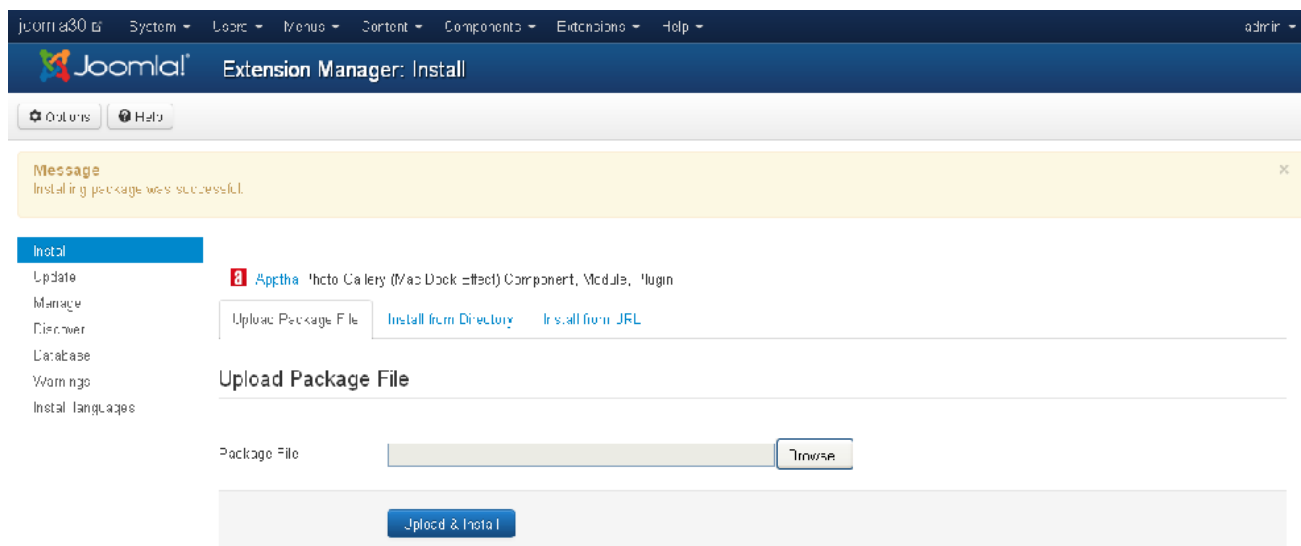 joomla30 System Users Menus Content Components Extensions Help admin
Joomla! Extension Manager: Install
Options Help
Message
Installing package was successful.
Install
Update
Manage
Discover
Database
Warnings
Install languages
Apptha Photo Gallery (Mac Dock Effect) Component, Module, Plugin
Upload Package File Install from Directory Install from URL
Upload Package File
Package File Browse
Upload & Install